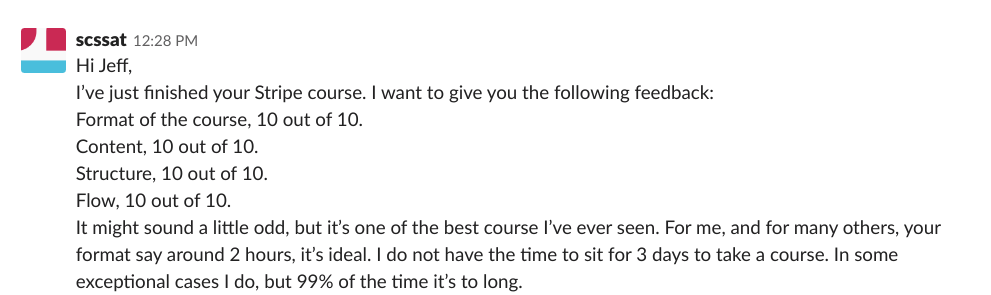 scssat 12:28 PM
Hi Jeff,
I've just finished your Stripe course. I want to give you the following feedback:
Format of the course, 10 out of 10.
Content, 10 out of 10.
Structure, 10 out of 10.
Flow, 10 out of 10.
It might sound a little odd, but it's one of the best course I've ever seen. For me, and for many others, your
format say around 2 hours, it's ideal. I do not have the time to sit for 3 days to take a course. In some
exceptional cases I do, but 99% of the time it's to long.